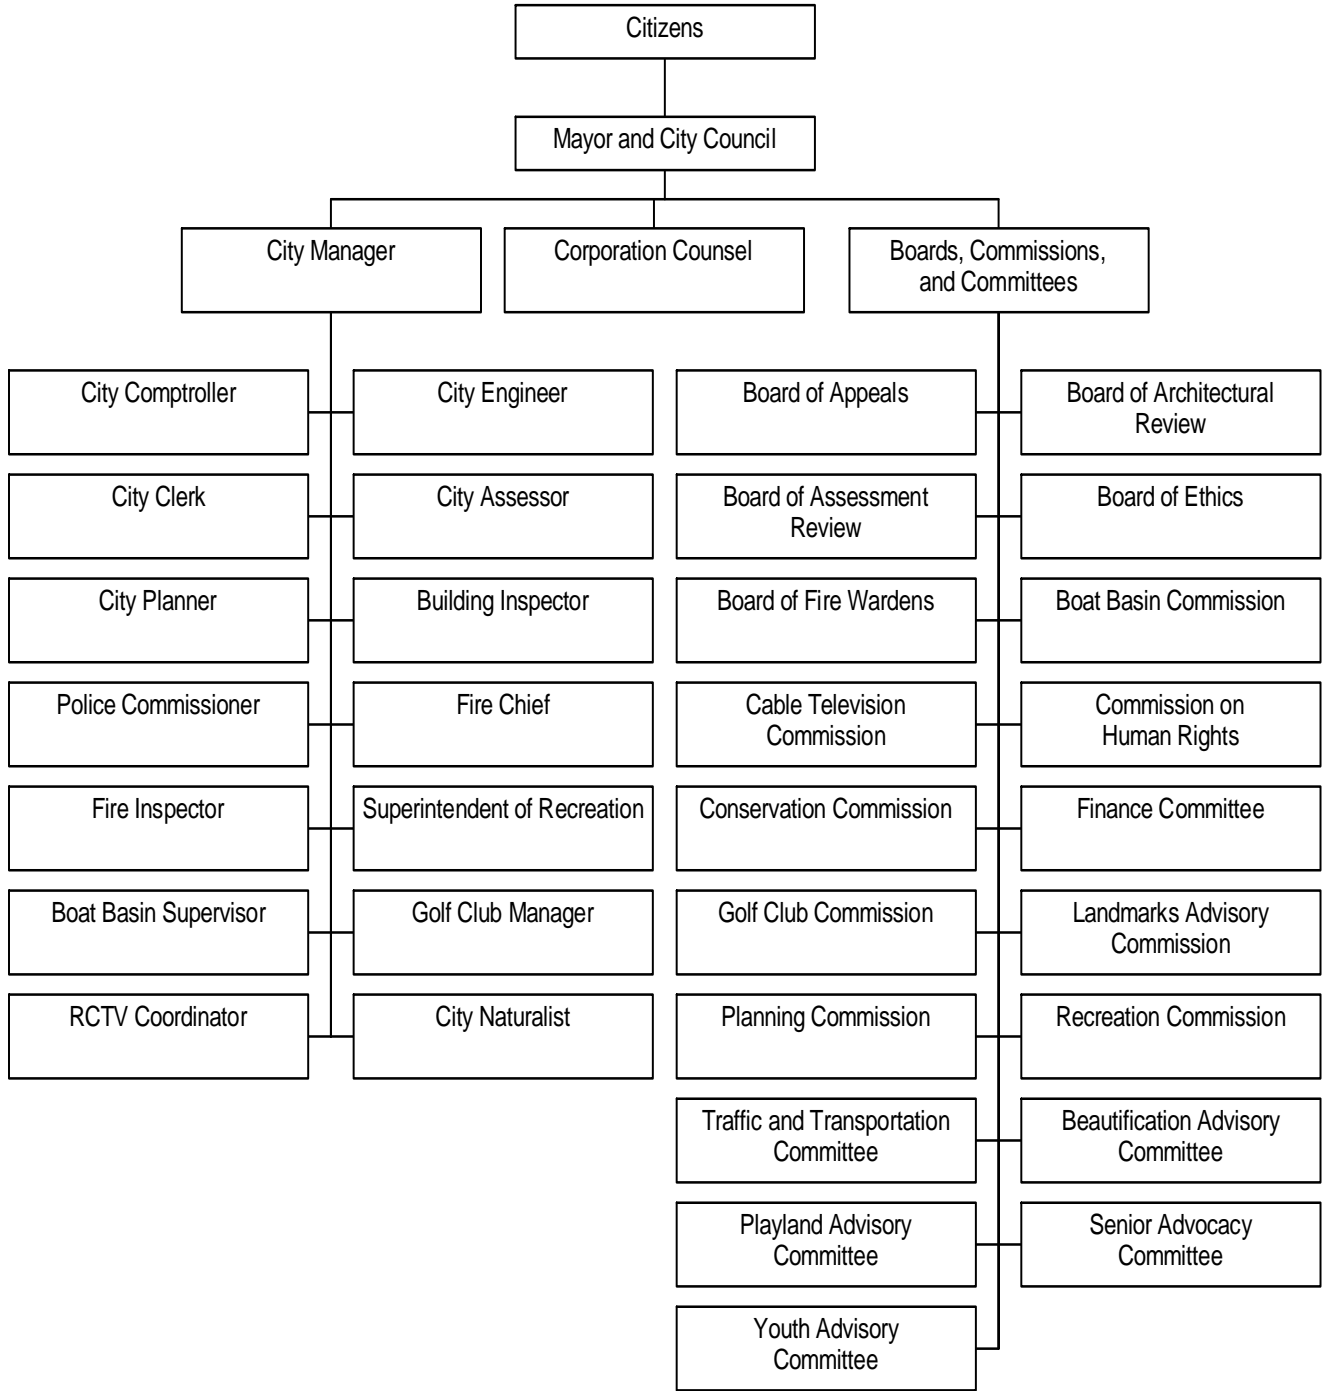 Citizens
Mayor and City Council
City Manager
Corporation Counsel
Boards, Commissions,
and Committees
City Comptroller
City Engineer
Board of Appeals
Board of Architectural
Review
City Clerk
City Assessor
Board of Assessment
Review
Board of Ethics
City Planner
Building Inspector
Board of Fire Wardens
Boat Basin Commission
Police Commissioner
Fire Chief
Cable Television
Commission
Commission on
Human Rights
Fire Inspector
Superintendent of Recreation
Conservation Commission
Finance Committee
Boat Basin Supervisor
Golf Club Manager
Golf Club Commission
Landmarks Advisory
Commission
RCTV Coordinator
City Naturalist
Planning Commission
Recreation Commission
Traffic and Transportation
Committee
Beautification Advisory
Committee
Playland Advisory
Committee
Senior Advocacy
Committee
Youth Advisory
Committee